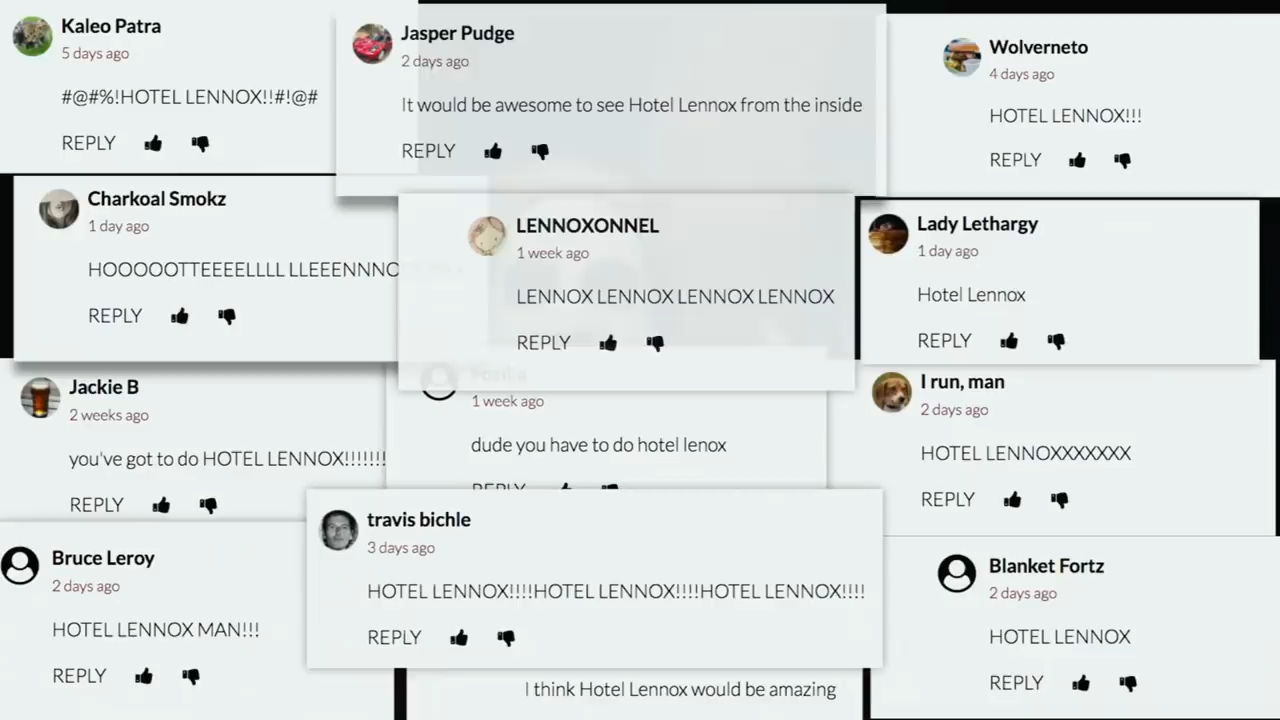 Kaleo Patra
5 days ago
#@#%!HOTEL LENNOX!!#!@#
REPLY
Jasper Pudge
2 days ago
It would be awesome to see Hotel Lennox from the inside
REPLY
Wolverneto
4 days ago
HOTEL LENNOX!!!
REPLY
Charkoal Smokz
1 day ago
HOOOOOTTEEEELLLL LLEEENNNO
REPLY
LENNOXONNEL
1 week ago
LENNOX LENNOX LENNOX LENNOX
REPLY
Lady Lethargy
1 day ago
Hotel Lennox
REPLY
Jackie B
2 weeks ago
you've got to do HOTEL LENNOX!!!!!!!
REPLY
1 week ago
dude you have to do hotel lenox
REPLY
I run, man
2 days ago
HOTEL LENNOXXXXXXX
REPLY
Bruce Leroy
2 days ago
HOTEL LENNOX MAN!!!
REPLY
travis bichle
3 days ago
HOTEL LENNOX!!!!HOTEL LENNOX!!!!HOTEL LENNOX!!!!
REPLY
I think Hotel Lennox would be amazing
Blanket Fortz
2 days ago
HOTEL LENNOX
REPLY